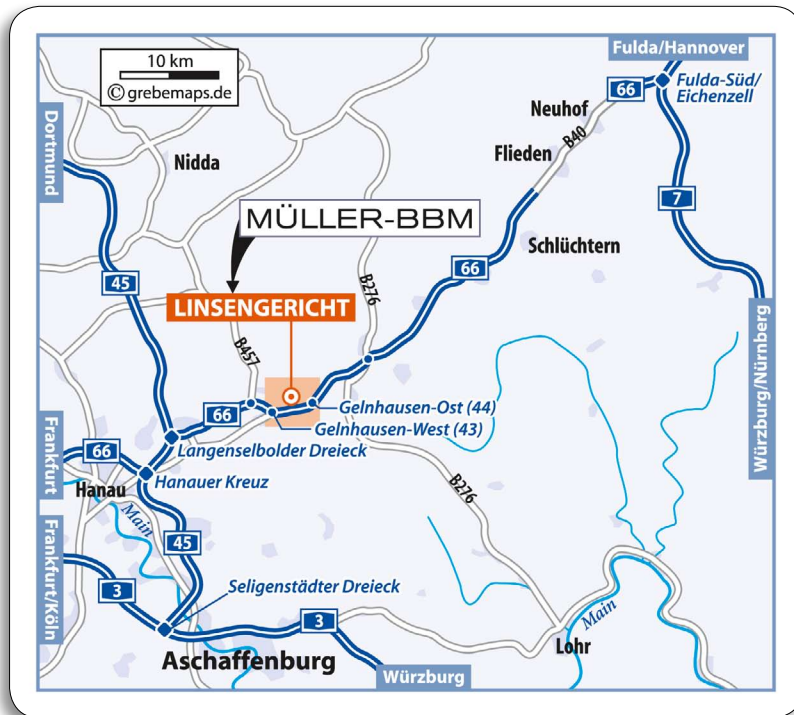 Fulda/Hannover
10 km
© grebemaps.de
66
Fulda-Süd/
Eichenzell
Neuhof
B40
Flieden
Dortmund
Nidda
7
MÜLLER-BBM
Schlüchtern
66
45
B276
LINSENGERICHT
B457
Würzburg/Nürnberg
Gelnhausen-Ost (44)
66
Gelnhausen-West (43)
Frankfurt
66
Langenselbolder Dreieck
Hanauer Kreuz
Hanau
B276
Main
45
Frankfurt/Köln
3
Seligenstädter Dreieck
3
Main
Lohr
Aschaffenburg
Würzburg